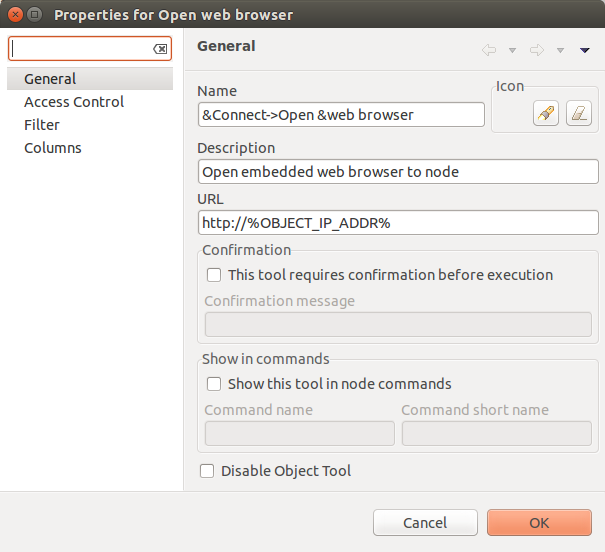 Properties for Open web browser
General
Access Control
Filter
Columns
General
Name
Icon
&Connect->Open &web browser
Description
Open embedded web browser to node
URL
http://%OBJECT_IP_ADDR%
Confirmation
This tool requires confirmation before execution
Confirmation message
Show in commands
Show this tool in node commands
Command name
Command short name
Disable Object Tool
Cancel
OK